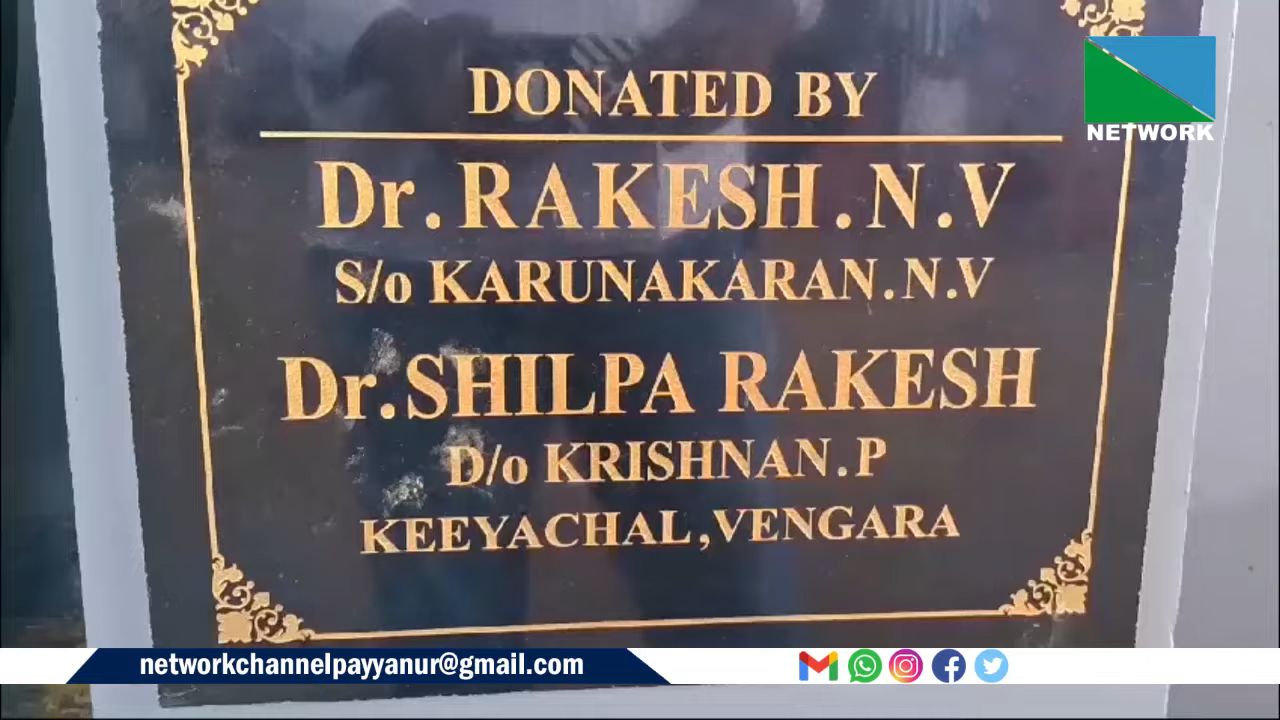 DONATED BY
NETWORK
Dr. RAKESH. N. V
S/o KARUNAKARAN. N. V
Dr. SHILPA RAKESH
D/o KRISHNAN. P
KEEYACHAL, VENGARA
networkchannelpayyanur@gmail.com